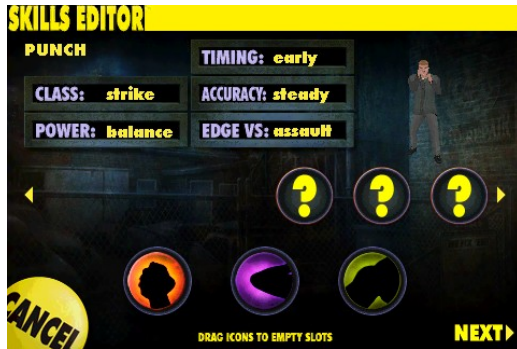 SKILLS EDITOR
PUNCH
TIMING: early
CLASS: strike
ACCURACY: steady
POWER: balance
EDGE VS: assault
? ? ?
CANCEL
DRAG ICONS TO EMPTY SLOTS
NEXT